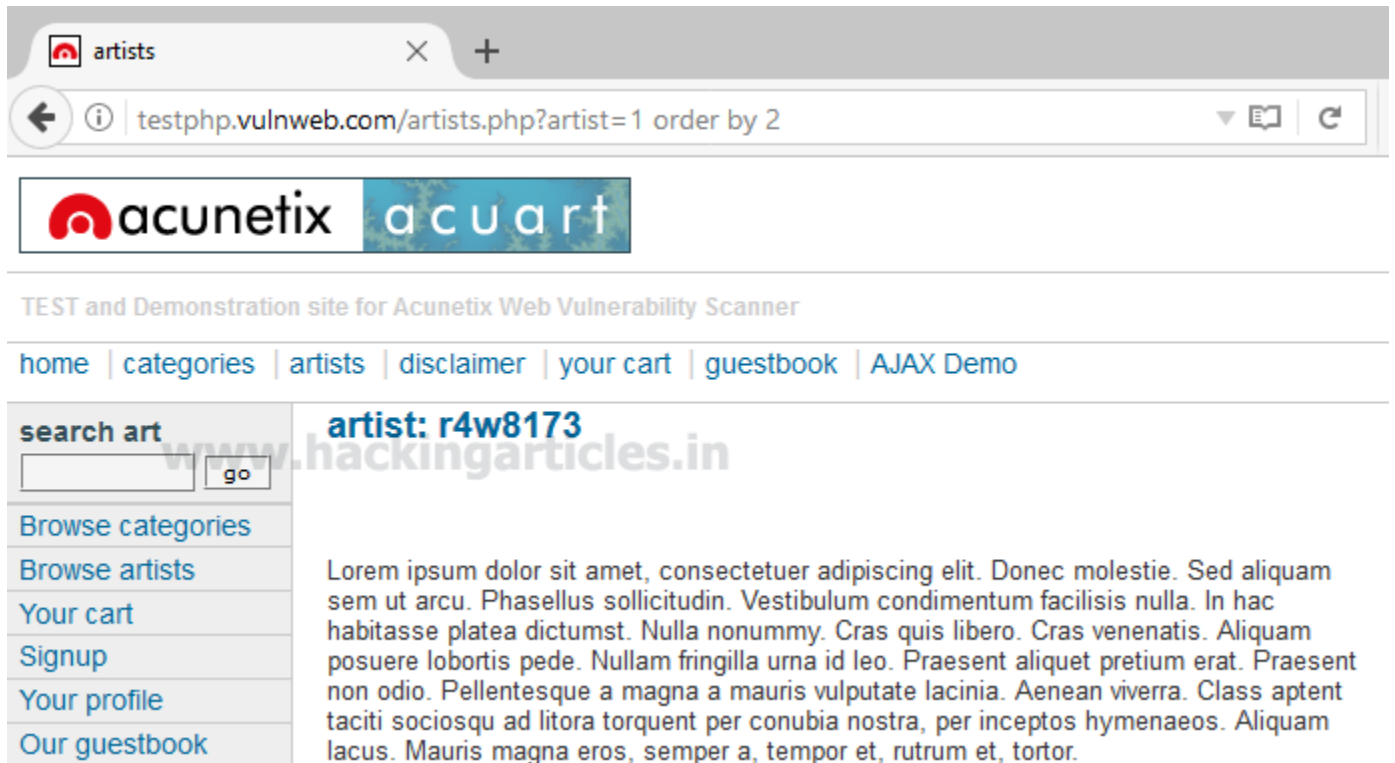 artists
testphp.vulnweb.com/artists.php?artist=1 order by 2
acunetix acuart
TEST and Demonstration site for Acunetix Web Vulnerability Scanner
home | categories | artists | disclaimer | your cart | guestbook | AJAX Demo
search art
go
Browse categories
Browse artists
Your cart
Signup
Your profile
Our guestbook
artist: r4w8173
www.hackingarticles.in
Lorem ipsum dolor sit amet, consectetuer adipiscing elit. Donec molestie. Sed aliquam
sem ut arcu. Phasellus sollicitudin. Vestibulum condimentum facilisis nulla. In hac
habitasse platea dictumst. Nulla nonummy. Cras quis libero. Cras venenatis. Aliquam
posuere lobortis pede. Nullam fringilla urna id leo. Praesent aliquet pretium erat. Praesent
non odio. Pellentesque a magna a mauris vulputate lacinia. Aenean viverra. Class aptent
taciti sociosqu ad litora torquent per conubia nostra, per inceptos hymenaeos. Aliquam
lacus. Mauris magna eros, semper a, tempor et, rutrum et, tortor.